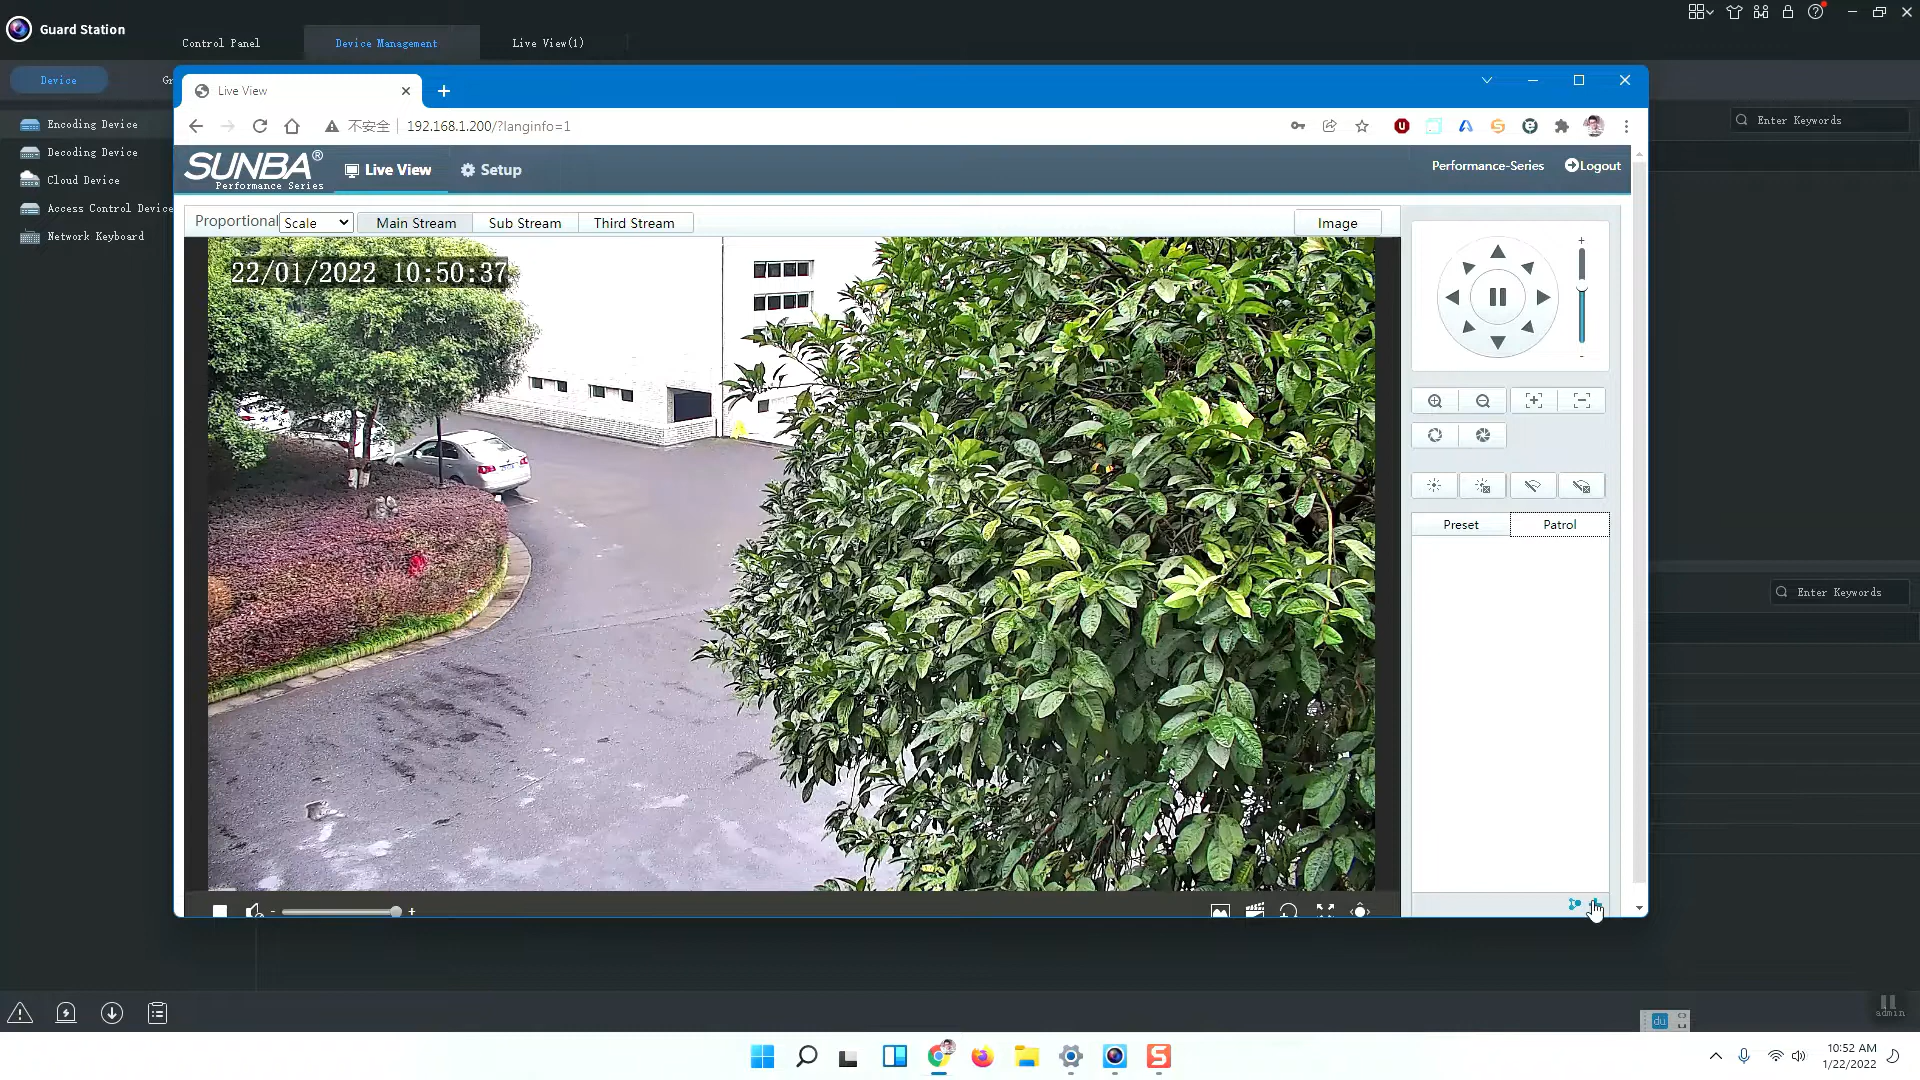 Guard Station
Control Panel
Device Management
Live View(1)
Device
Gr
Encoding Device
Decoding Device
Cloud Device
Access Control Device
Network Keyboard
Live View
不安全
192.168.1.200/?langinfo=1
Enter Keywords
SUNBA®
Performance Series
Live View
Setup
Performance-Series
Logout
Proportional
Scale
Main Stream
Sub Stream
Third Stream
Image
22/01/2022 10:50:37
+
-
Preset
Patrol
Enter Keywords
- +
admin
du
10:52 AM
1/22/2022